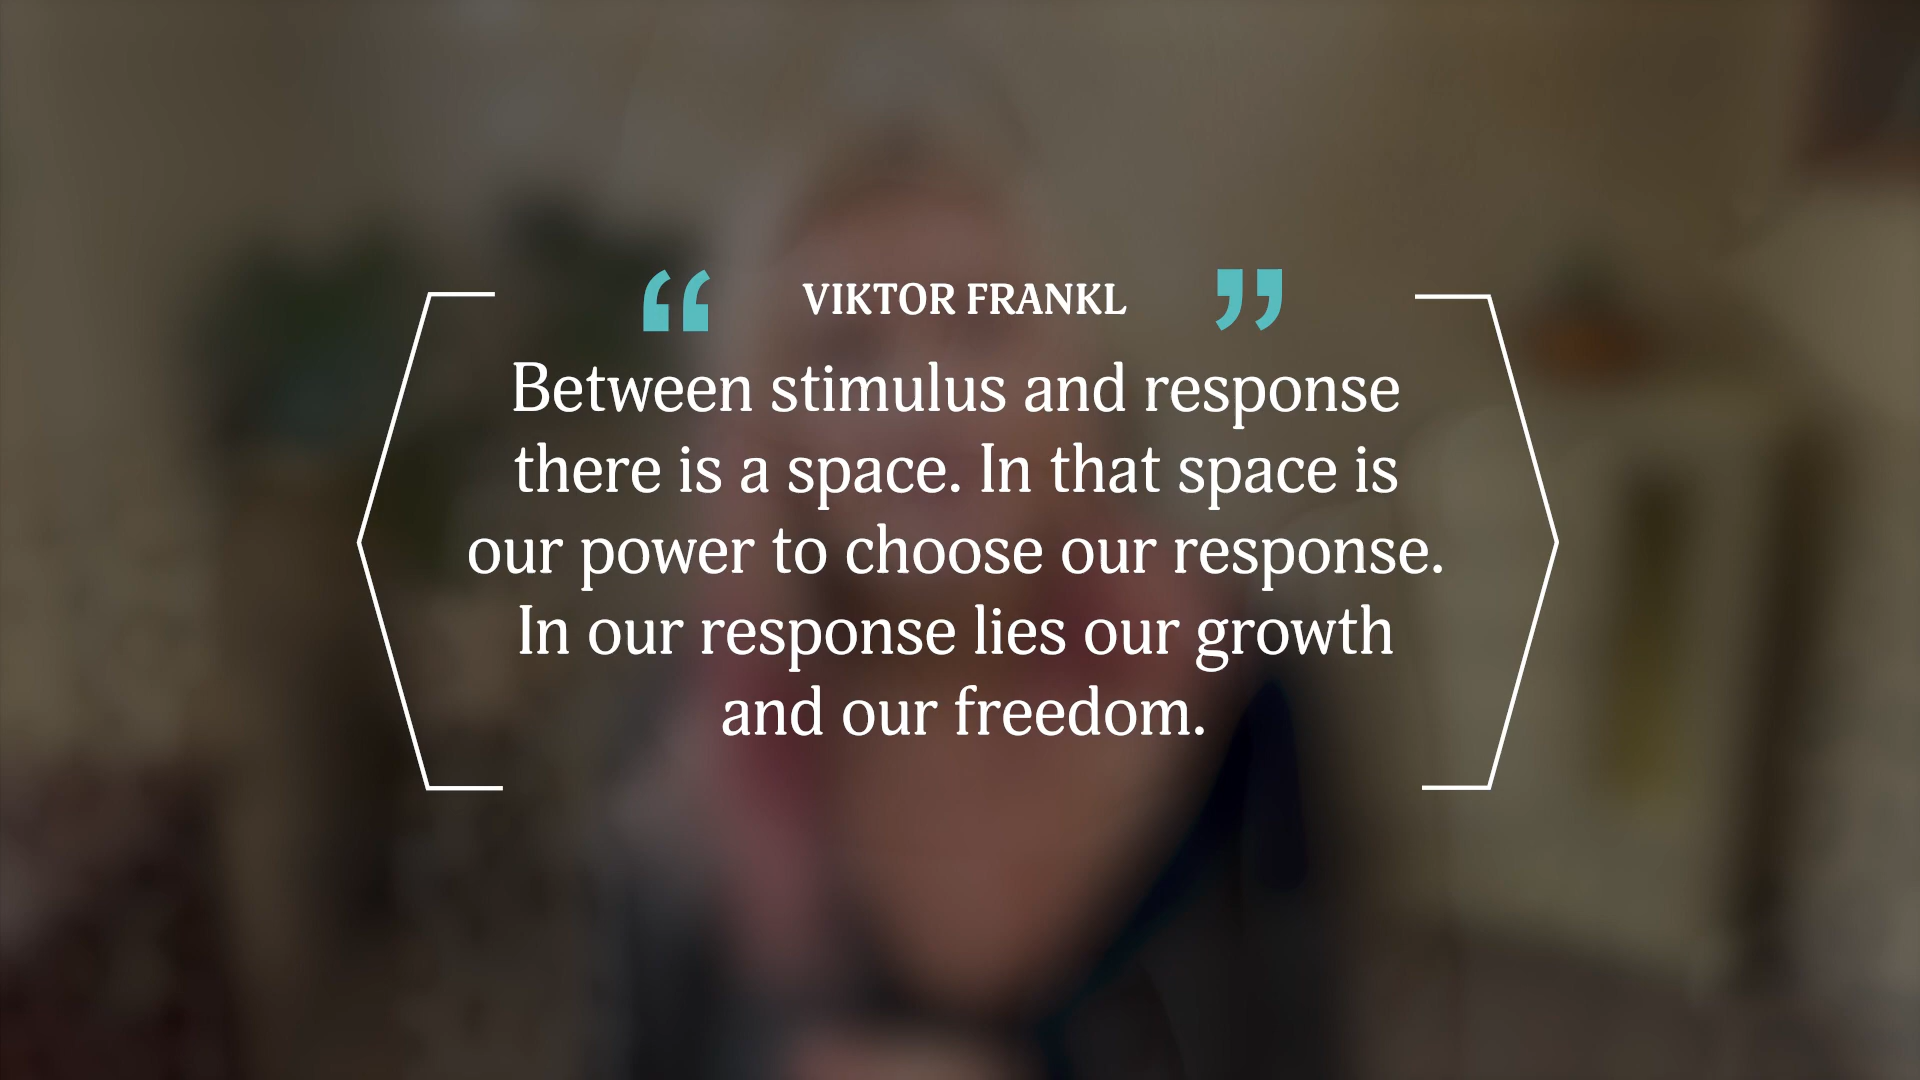 “ VIKTOR FRANKL ”
Between stimulus and response
there is a space. In that space is
our power to choose our response.
In our response lies our growth
and our freedom.